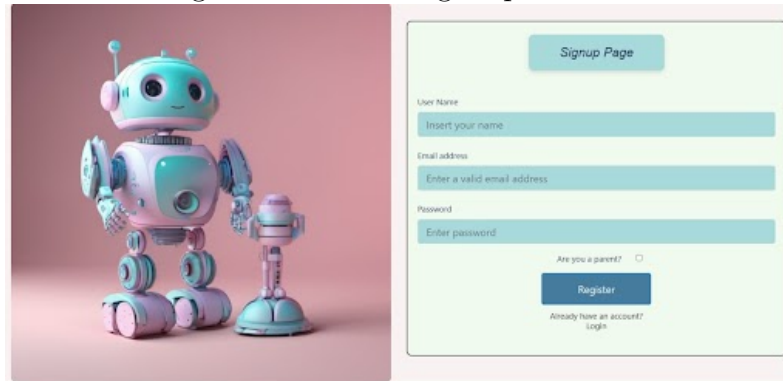 Signup Page
User Name
Insert your name
Email address
Enter a valid email address
Password
Enter password
Are you a parent?
Register
Already have an account?
Login